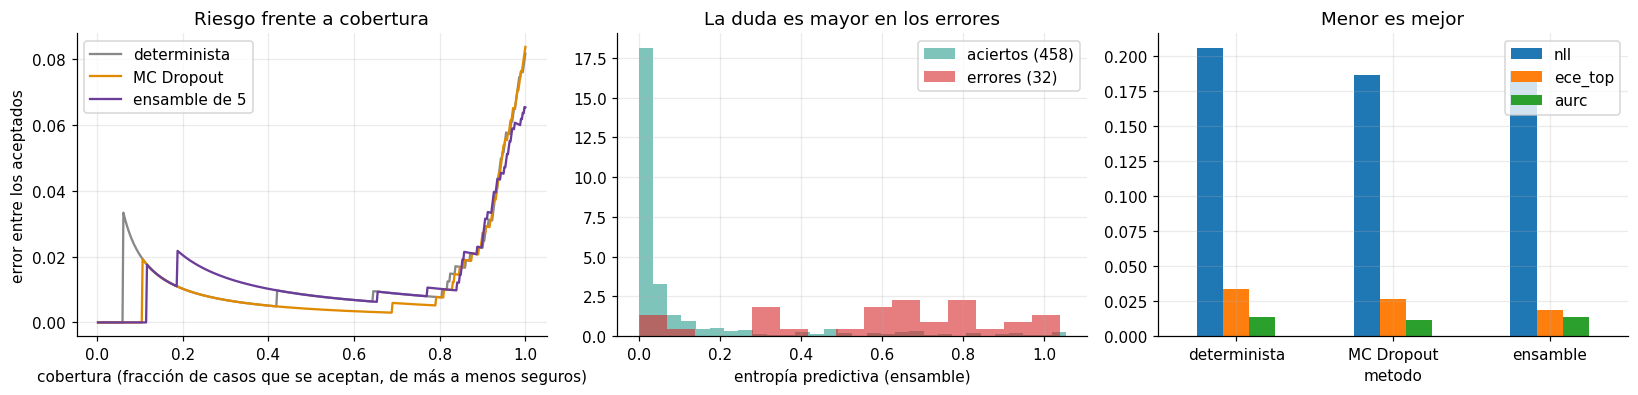 Riesgo frente a cobertura
error entre los aceptados
0.08
0.06
0.04
0.02
0.00
determinista
MC Dropout
ensamble de 5
0.0 0.2 0.4 0.6 0.8 1.0
cobertura (fracción de casos que se aceptan, de más a menos seguros)
La duda es mayor en los errores
17.5
15.0
12.5
10.0
7.5
5.0
2.5
0.0
aciertos (458)
errores (32)
0.0 0.2 0.4 0.6 0.8 1.0
entropía predictiva (ensamble)
Menor es mejor
0.200
0.175
0.150
0.125
0.100
0.075
0.050
0.025
0.000
nll
ece_top
aurc
determinista MC Dropout ensamble
metodo